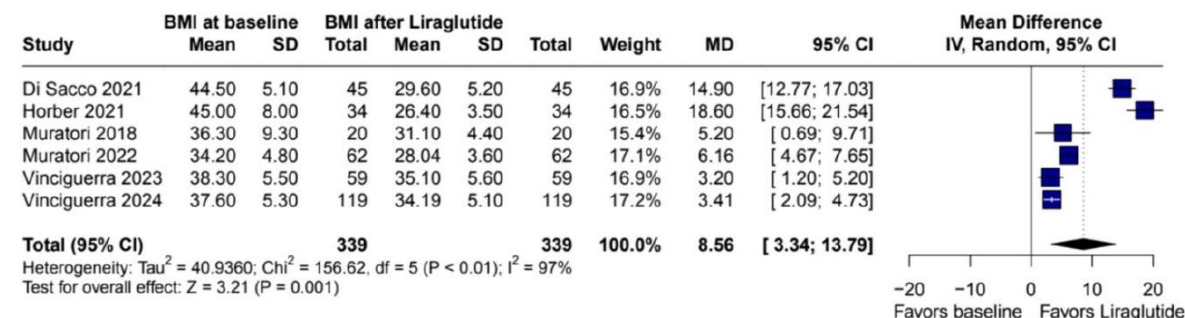 BMI at baseline BMI after Liraglutide Mean Difference
Study Mean SD Total Mean SD Total Weight MD 95% CI IV, Random, 95% CI
Di Sacco 2021 44.50 5.10 45 29.60 5.20 45 16.9% 14.90 [12.77; 17.03]
Horber 2021 45.00 8.00 34 26.40 3.50 34 16.5% 18.60 [15.66; 21.54]
Muratori 2018 36.30 9.30 20 31.10 4.40 20 15.4% 5.20 [ 0.69; 9.71]
Muratori 2022 34.20 4.80 62 28.04 3.60 62 17.1% 6.16 [ 4.67; 7.65]
Vinciguerra 2023 38.30 5.50 59 35.10 5.60 59 16.9% 3.20 [ 1.20; 5.20]
Vinciguerra 2024 37.60 5.30 119 34.19 5.10 119 17.2% 3.41 [ 2.09; 4.73]
Total (95% CI) 339 339 100.0% 8.56 [ 3.34; 13.79]
Heterogeneity: Tau² = 40.9360; Chi² = 156.62, df = 5 (P < 0.01); I² = 97%
Test for overall effect: Z = 3.21 (P = 0.001)
−20 −10 0 10 20
Favors baseline Favors Liraglutide